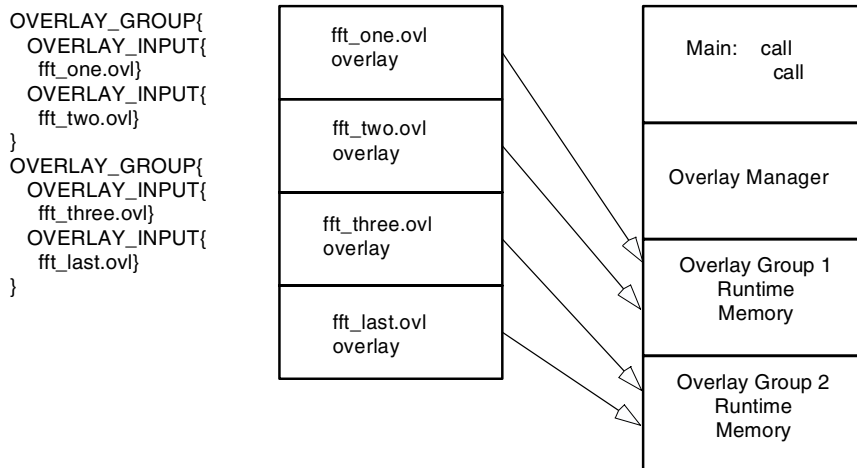 OVERLAY_GROUP{
OVERLAY_INPUT{
fft_one.ovl}
OVERLAY_INPUT{
fft_two.ovl}
}
OVERLAY_GROUP{
OVERLAY_INPUT{
fft_three.ovl}
OVERLAY_INPUT{
fft_last.ovl}
}
fft_one.ovl
overlay
fft_two.ovl
overlay
fft_three.ovl
overlay
fft_last.ovl
overlay
Main: call
call
Overlay Manager
Overlay Group 1
Runtime
Memory
Overlay Group 2
Runtime
Memory